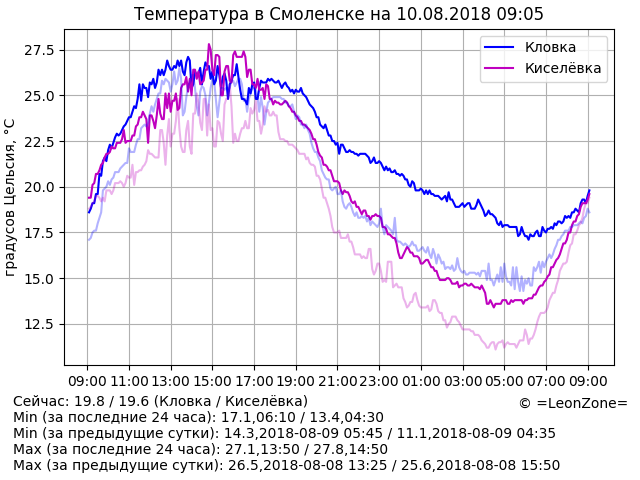 Температура в Смоленске на 10.08.2018 09:05
Кловка
Киселёвка
градусов Цельсия, °C
27.5
25.0
22.5
20.0
17.5
15.0
12.5
09:00 11:00 13:00 15:00 17:00 19:00 21:00 23:00 01:00 03:00 05:00 07:00 09:00
Сейчас: 19.8 / 19.6 (Кловка / Киселёвка)
© =LeonZone=
Min (за последние 24 часа): 17.1,06:10 / 13.4,04:30
Min (за предыдущие сутки): 14.3,2018-08-09 05:45 / 11.1,2018-08-09 04:35
Max (за последние 24 часа): 27.1,13:50 / 27.8,14:50
Max (за предыдущие сутки): 26.5,2018-08-08 13:25 / 25.6,2018-08-08 15:50